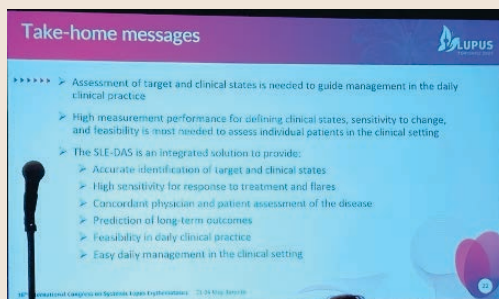 Take-home messages
LUPUS
Assessment of target and clinical states is needed to guide management in the daily
clinical practice
High measurement performance for defining clinical states, sensitivity to change,
and feasibility is most needed to assess individual patients in the clinical setting
The SLE-DAS is an integrated solution to provide:
Accurate identification of target and clinical states
High sensitivity for response to treatment and flares
Concordant physician and patient assessment of the disease
Prediction of long-term outcomes
Feasibility in daily clinical practice
Easy daily management in the clinical setting
International Congress on Systemic Lupus Erythematosus